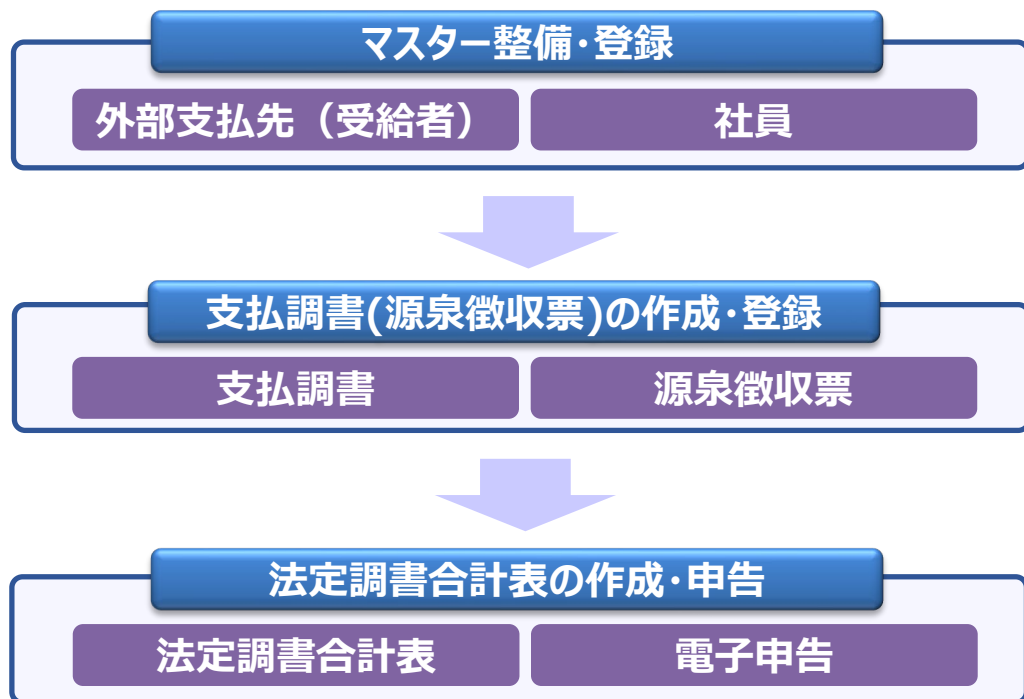 マスター整備・登録
外部支払先（受給者） 社員
支払調書(源泉徴収票)の作成・登録
支払調書 源泉徴収票
法定調書合計表の作成・申告
法定調書合計表 電子申告